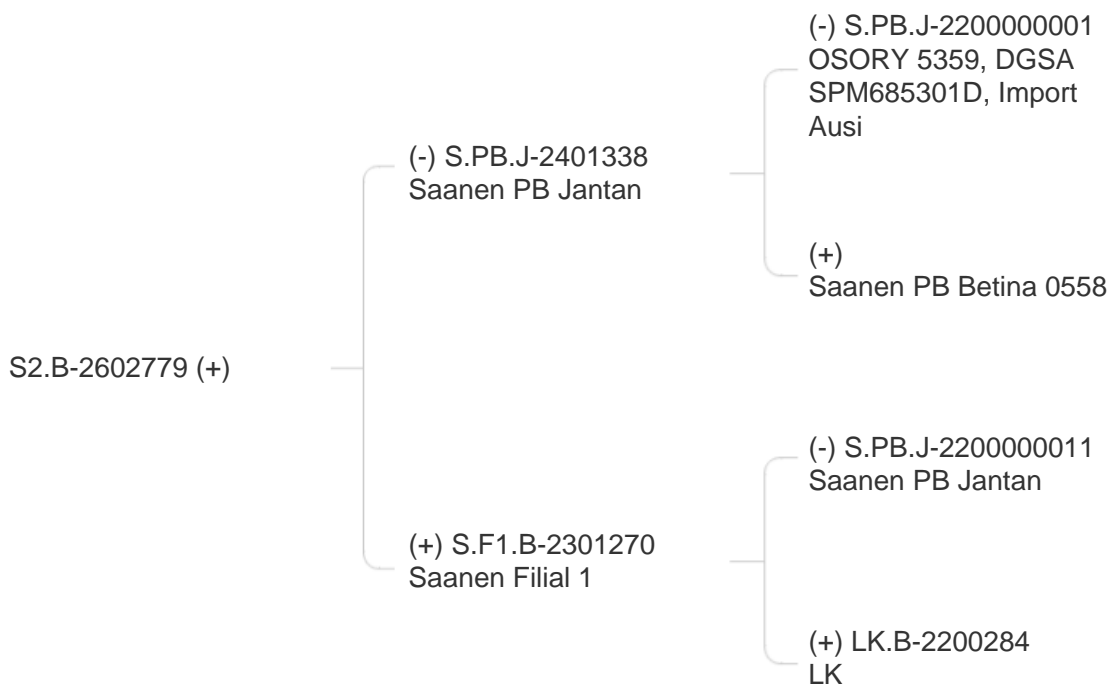 (-) S.PB.J-2200000001
OSORY 5359, DGSA
SPM685301D, Import
Ausi
(-) S.PB.J-2401338
Saanen PB Jantan
(+)
Saanen PB Betina 0558
S2.B-2602779 (+)
(-) S.PB.J-2200000011
Saanen PB Jantan
(+) S.F1.B-2301270
Saanen Filial 1
(+) LK.B-2200284
LK